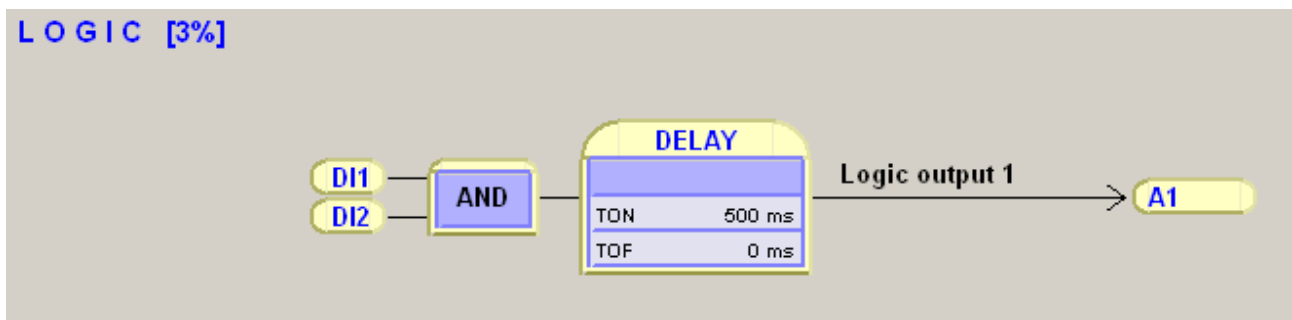 LOGIC [3%]
DELAY
DI1
DI2
AND
TON 500 ms
TOF 0 ms
Logic output 1
A1